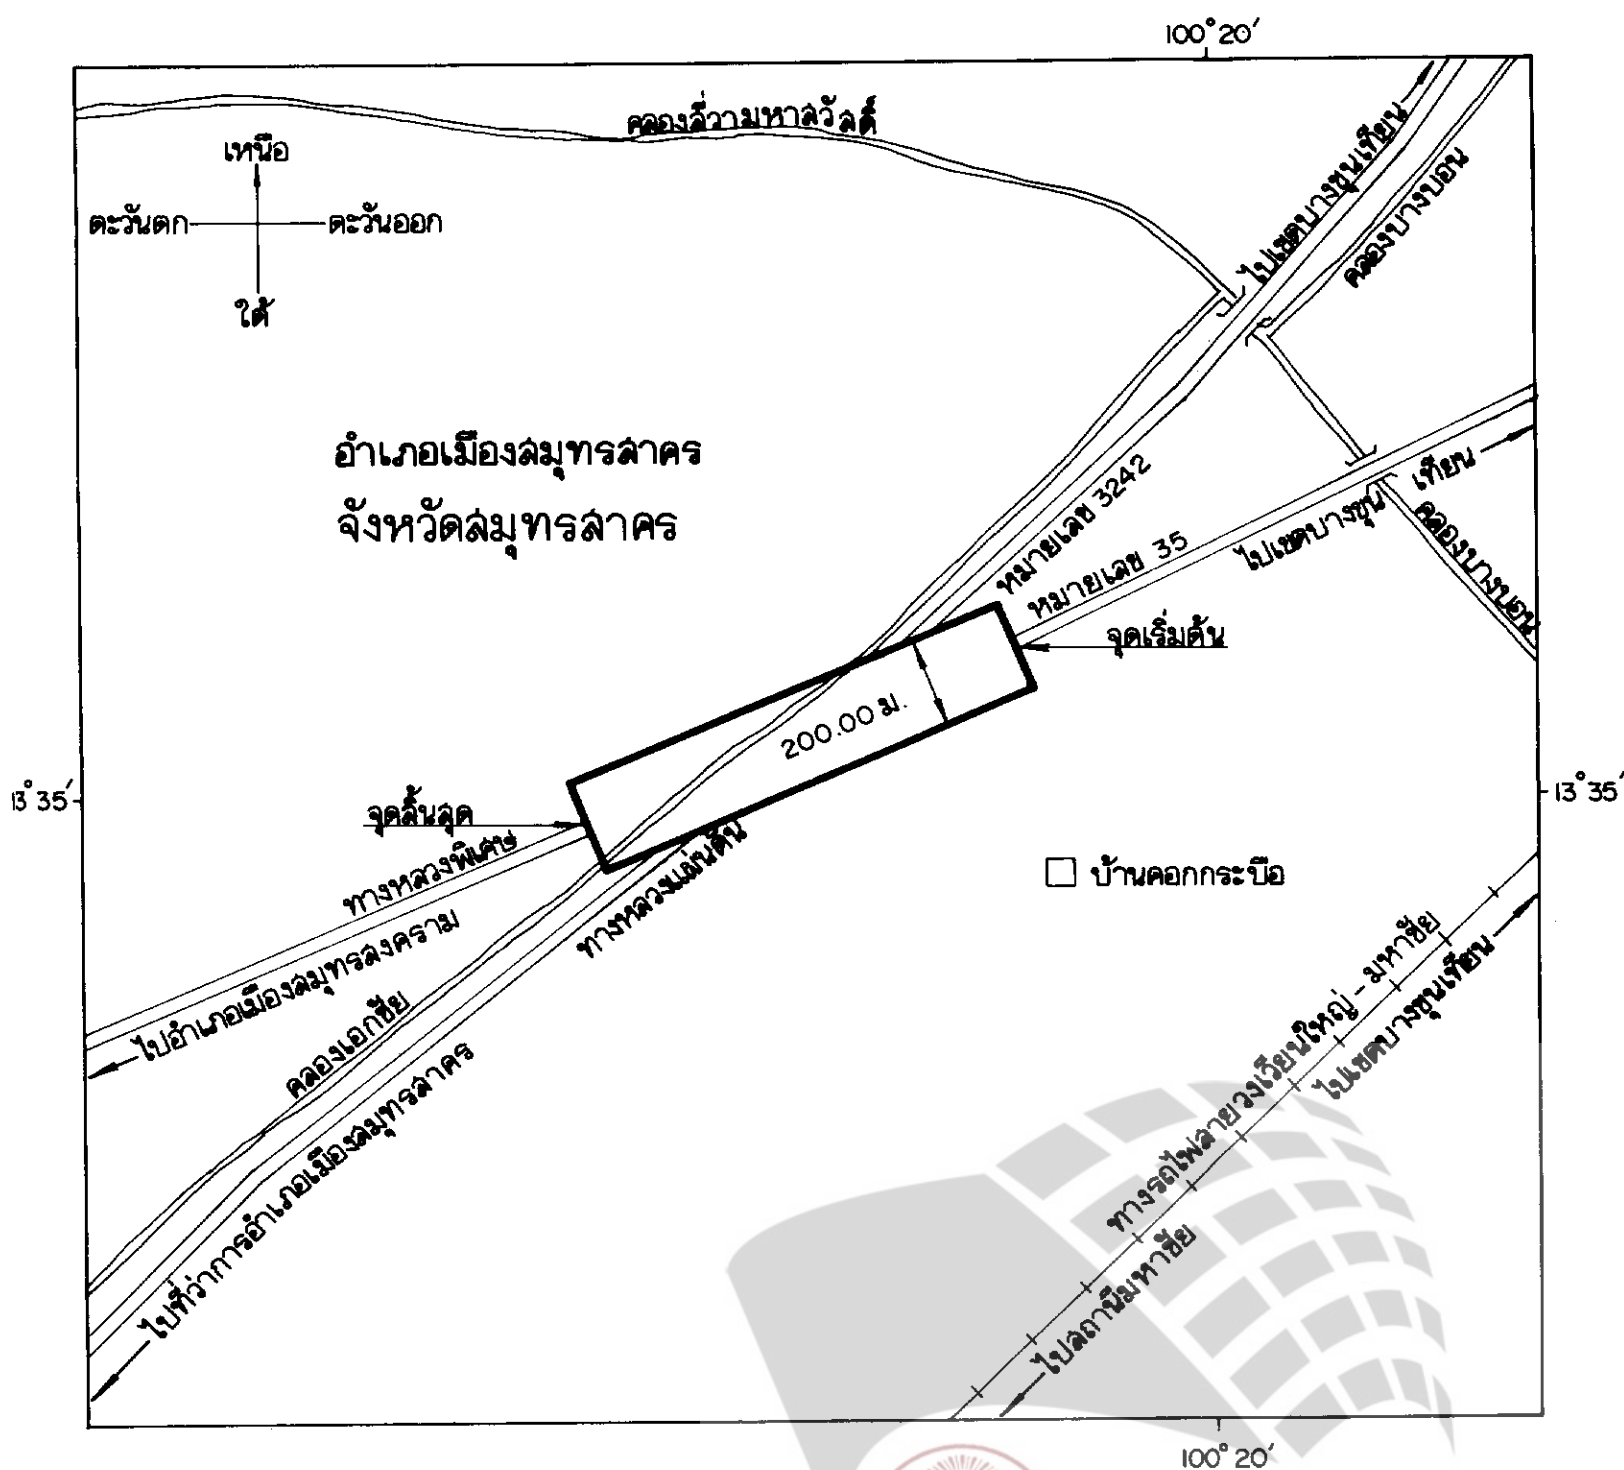 100° 20′
คลองสี่วามหาสวัสดิ์
เหนือ
ตะวันตก
ตะวันออก
ใต้
ไปเขตบางขุนเทียน
คลองบางบอน
อำเภอเมืองสมุทรสาคร
จังหวัดสมุทรสาคร
หมายเลข 3242
หมายเลข 35
ไปเขตบางขุน
เทียน
คลองบางบอน
จุดเริ่มต้น
200.00 ม.
13° 35′
13° 35′
จุดสิ้นสุด
ทางหลวงพิเศษ
ไปอำเภอเมืองสมุทรสงคราม
ทางหลวงแผ่นดิน
บ้านคอกกระบือ
คลองเอกชัย
ไปที่ว่าการอำเภอเมืองสมุทรสาคร
ทางรถไฟสายวงเวียนใหญ่ - มหาชัย
ไปเขตบางขุนเทียน
ไปสถานีมหาชัย
100° 20′